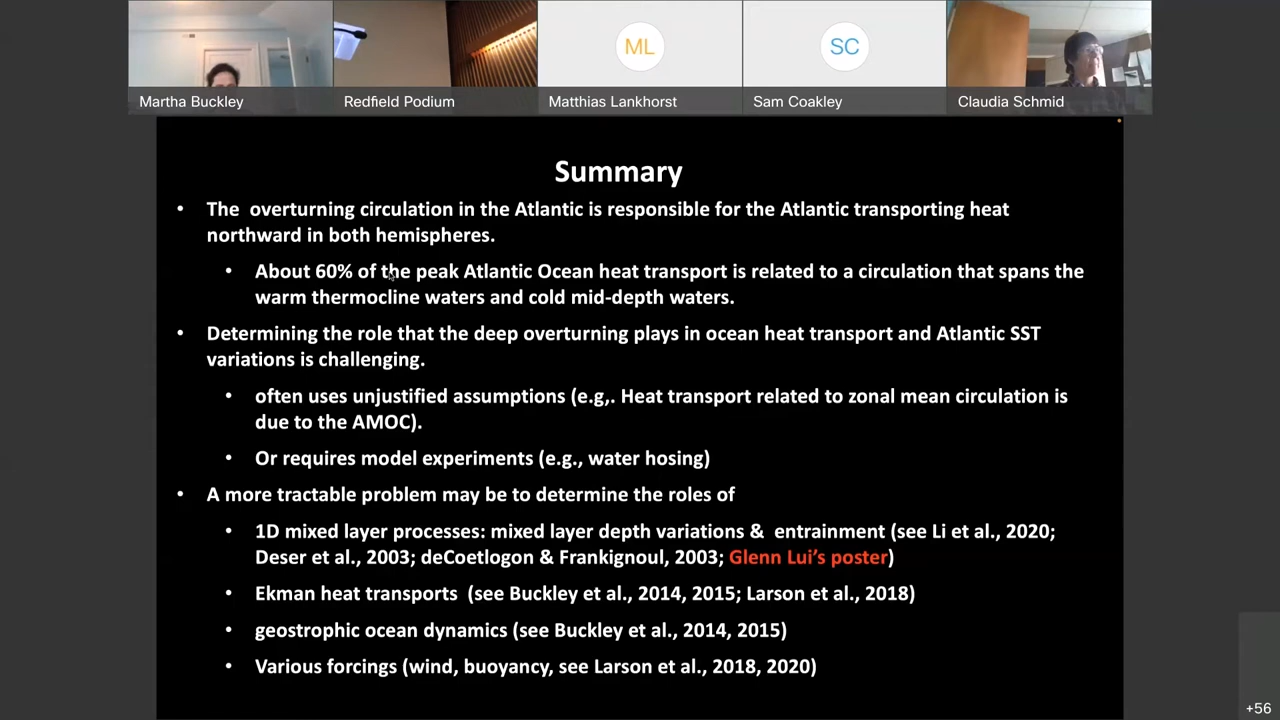 ML
SC
Martha Buckley
Redfield Podium
Matthias Lankhorst
Sam Coakley
Claudia Schmid
Summary
• The overturning circulation in the Atlantic is responsible for the Atlantic transporting heat
northward in both hemispheres.
• About 60% of the peak Atlantic Ocean heat transport is related to a circulation that spans the
warm thermocline waters and cold mid-depth waters.
• Determining the role that the deep overturning plays in ocean heat transport and Atlantic SST
variations is challenging.
• often uses unjustified assumptions (e.g,. Heat transport related to zonal mean circulation is
due to the AMOC).
• Or requires model experiments (e.g., water hosing)
• A more tractable problem may be to determine the roles of
• 1D mixed layer processes: mixed layer depth variations & entrainment (see Li et al., 2020;
Deser et al., 2003; deCoetlogon & Frankignoul, 2003; Glenn Lui's poster)
• Ekman heat transports (see Buckley et al., 2014, 2015; Larson et al., 2018)
• geostrophic ocean dynamics (see Buckley et al., 2014, 2015)
• Various forcings (wind, buoyancy, see Larson et al., 2018, 2020)
+56